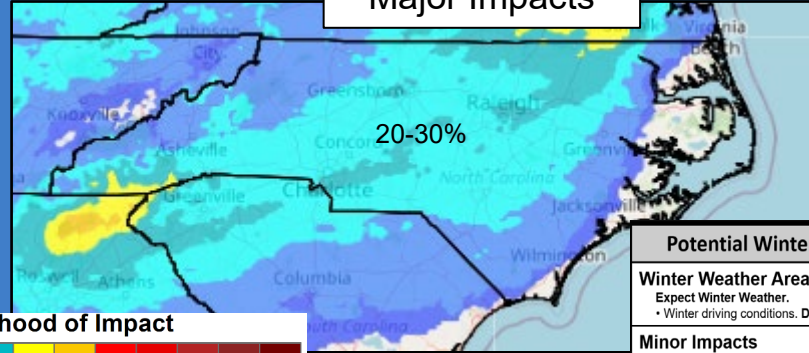 Major Impacts
Johnson
City
Virginia
Beach
Greensboro
Raleigh
Knoxville
Asheville
Concord
20-30%
Greenville
Greenville
Charlotte
North Carolina
Jacksonville
Roswell
Athens
Columbia
Wilmington
South Carolina
Potential Winte
Winter Weather Area
Expect Winter Weather.
• Winter driving conditions. D
Minor Impacts
hood of Impact